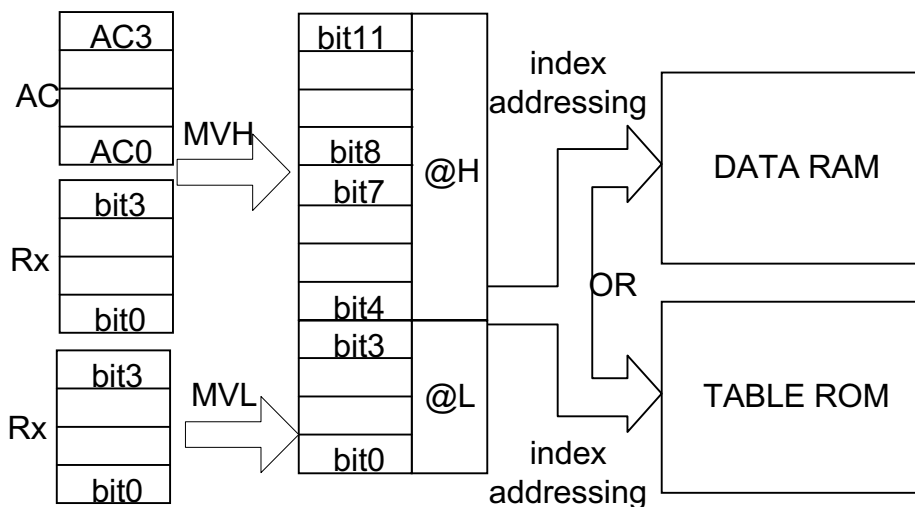 AC3
AC
AC0
bit3
Rx
bit0
bit3
Rx
bit0
MVH
MVL
bit11
bit8
bit7
bit4
bit3
bit0
@H
@L
index
addressing
OR
index
addressing
DATA RAM
TABLE ROM